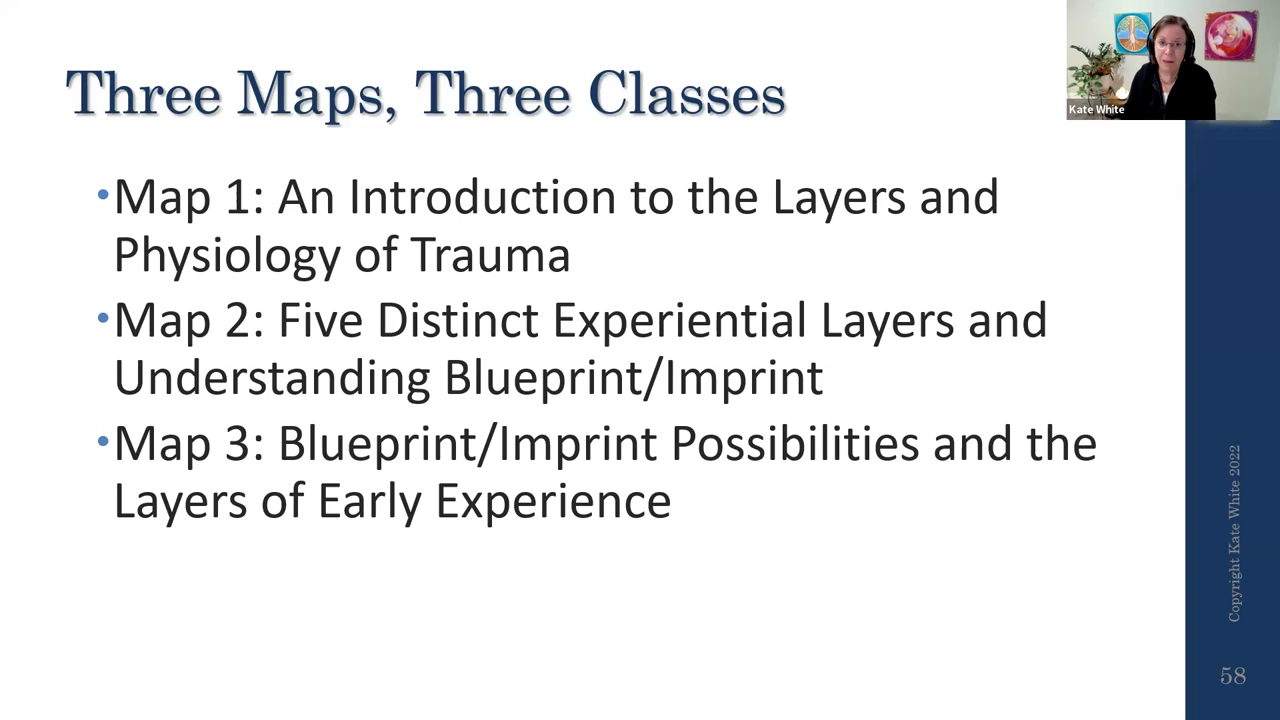 Three Maps, Three Classes
Kate White
•Map 1: An Introduction to the Layers and
Physiology of Trauma
•Map 2: Five Distinct Experiential Layers and
Understanding Blueprint/Imprint
•Map 3: Blueprint/Imprint Possibilities and the
Layers of Early Experience
Copyright Kate White 2022
58